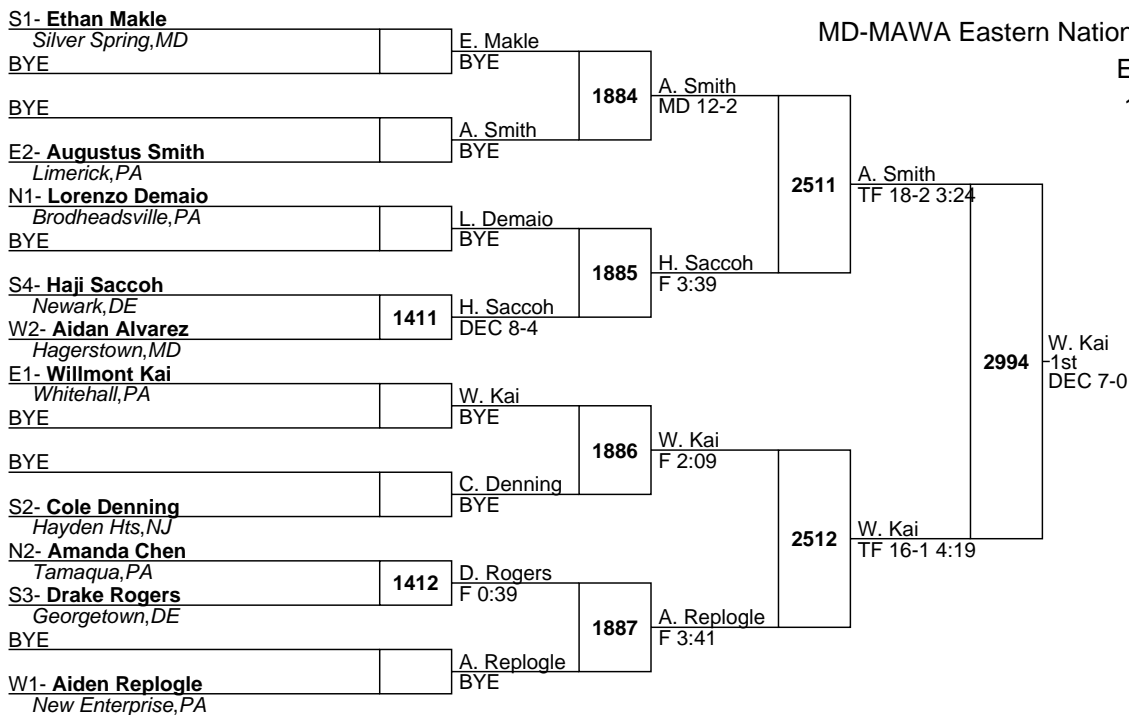 MD-MAWA Eastern Nation
E
S1- Ethan Makle
Silver Spring,MD
BYE
E. Makle
BYE
BYE
E2- Augustus Smith
Limerick,PA
A. Smith
BYE
1884
A. Smith
MD 12-2
N1- Lorenzo Demaio
Brodheadsville,PA
BYE
L. Demaio
BYE
S4- Haji Saccoh
Newark,DE
W2- Aidan Alvarez
Hagerstown,MD
1411
H. Saccoh
DEC 8-4
1885
H. Saccoh
F 3:39
2511
A. Smith
TF 18-2 3:24
E1- Willmont Kai
Whitehall,PA
BYE
W. Kai
BYE
BYE
S2- Cole Denning
Hayden Hts,NJ
C. Denning
BYE
1886
W. Kai
F 2:09
N2- Amanda Chen
Tamaqua,PA
S3- Drake Rogers
Georgetown,DE
1412
D. Rogers
F 0:39
BYE
W1- Aiden Replogle
New Enterprise,PA
A. Replogle
BYE
1887
A. Replogle
F 3:41
2512
W. Kai
TF 16-1 4:19
2994
W. Kai
1st
DEC 7-0